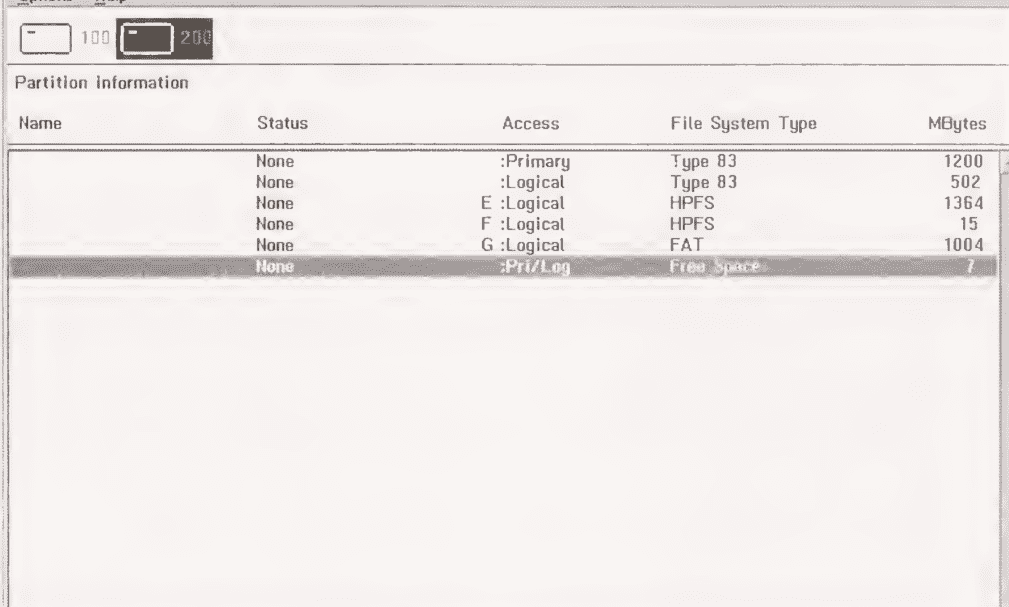 100 200
Partition information
Name Status Access File System Type MBytes
None :Primary Type 83 1200
None :Logical Type 83 502
None E :Logical HPFS 1364
None F :Logical HPFS 15
None G :Logical FAT 1004
None :Pri/Log Free Space 7